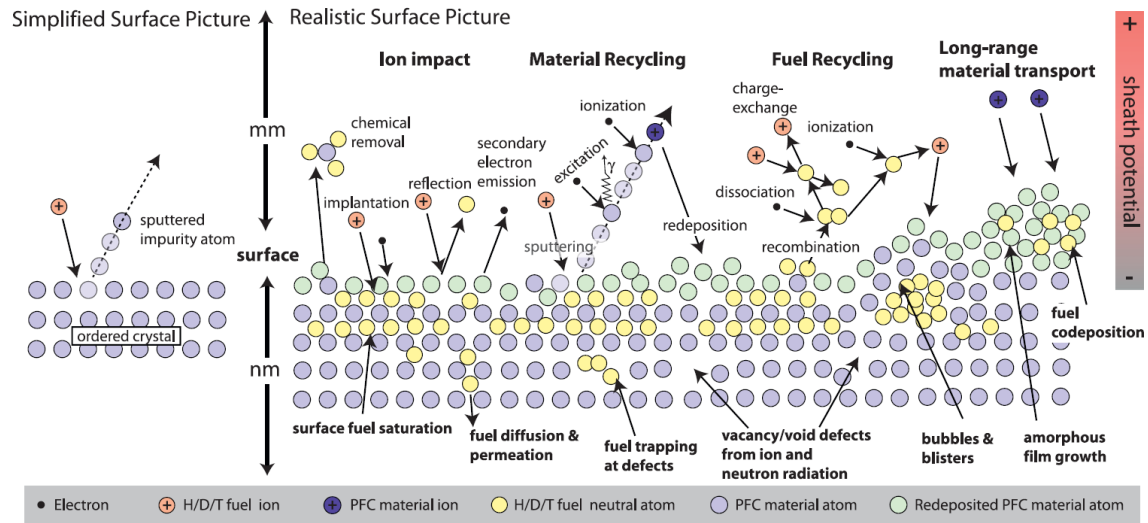 Simplified Surface Picture
Realistic Surface Picture
Ion impact
Material Recycling
Fuel Recycling
Long-range
material transport
+
sheath potential
-
mm
surface
nm
sputtered
impurity atom
ordered crystal
chemical
removal
implantation
reflection
secondary
electron
emission
ionization
excitation
γ
sputtering
redeposition
charge-
exchange
ionization
dissociation
recombination
fuel
codeposition
surface fuel saturation
fuel diffusion &
permeation
fuel trapping
at defects
vacancy/void defects
from ion and
neutron radiation
bubbles &
blisters
amorphous
film growth
Electron
H/D/T fuel ion
PFC material ion
H/D/T fuel neutral atom
PFC material atom
Redeposited PFC material atom